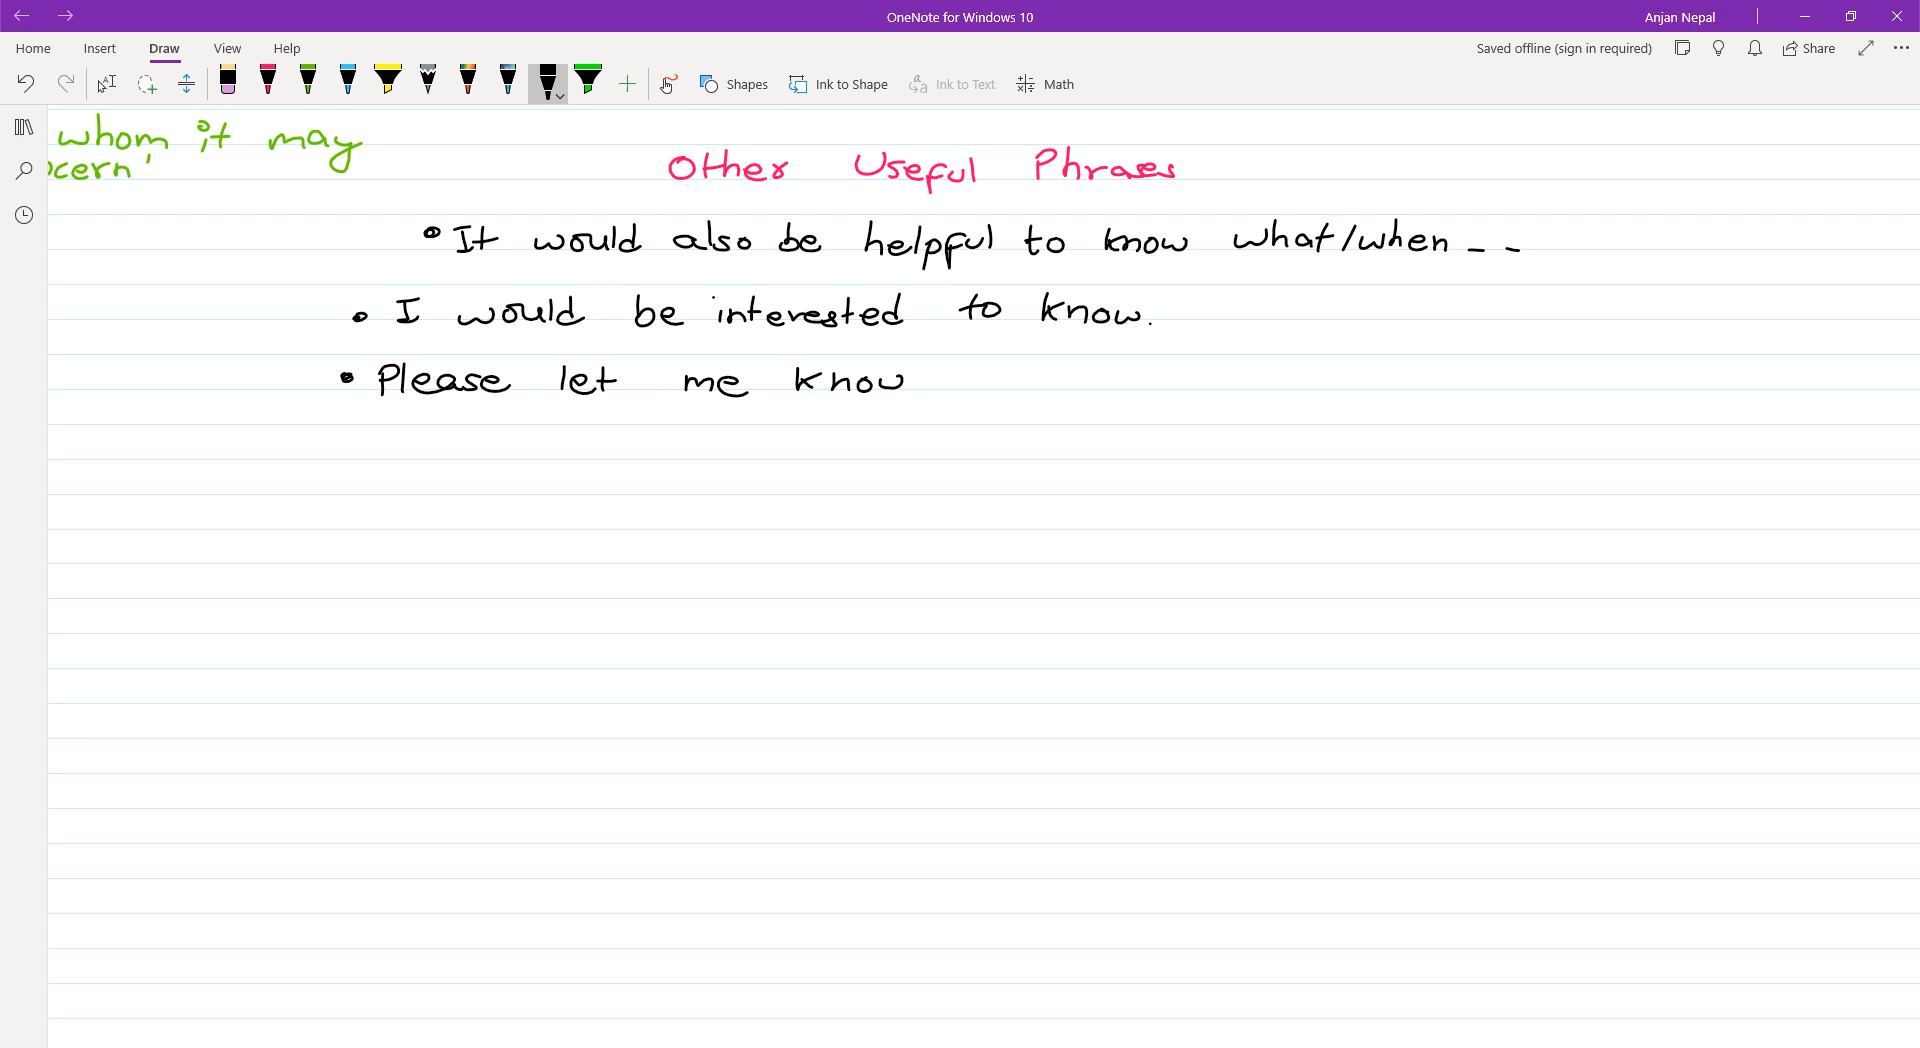 OneNote for Windows 10
Anjan Nepal
Home Insert Draw View Help
Saved offline (sign in required) Share
Shapes Ink to Shape Ink to Text Math
whom it may
cern'
Other Useful Phrases
• It would also be helpful to know what/when - -
• I would be interested to know.
• Please let me know